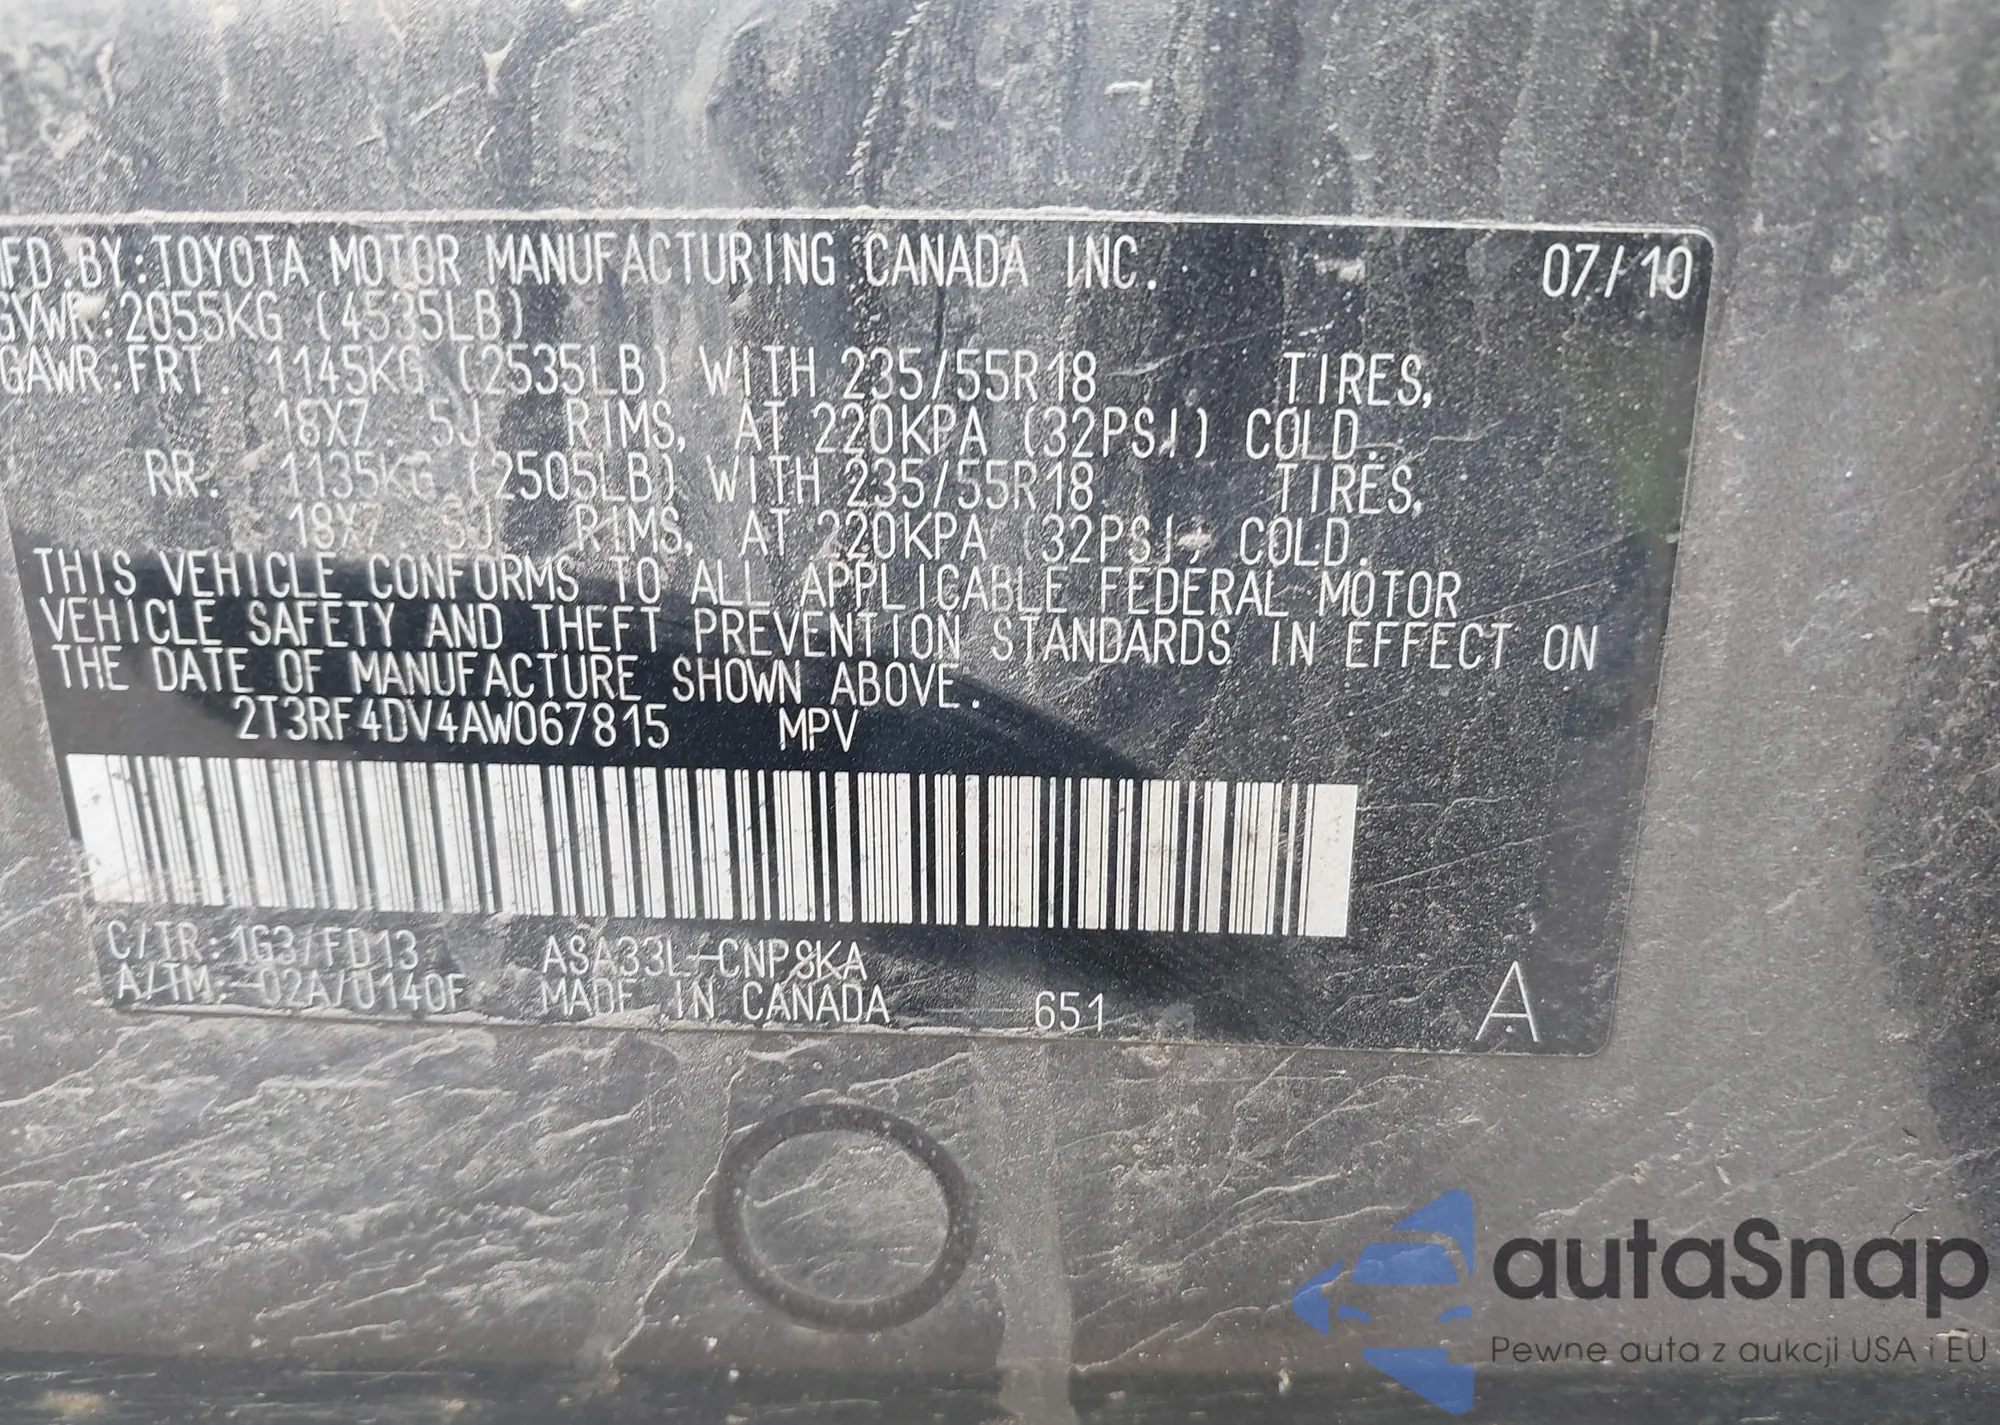 MFD.BY:TOYOTA MOTOR MANUFACTURING CANADA INC. 07/10
GVWR:2055KG (4535LB)
GAWR:FRT. 1145KG (2535LB) WITH 235/55R18 TIRES,
18X7.5J RIMS, AT 220KPA (32PSI) COLD.
RR. 1135KG (2505LB) WITH 235/55R18 TIRES,
18X7.5J RIMS, AT 220KPA (32PSI) COLD.
THIS VEHICLE CONFORMS TO ALL APPLICABLE FEDERAL MOTOR
VEHICLE SAFETY AND THEFT PREVENTION STANDARDS IN EFFECT ON
THE DATE OF MANUFACTURE SHOWN ABOVE.
2T3RF4DV4AW067815 MPV
C/TR:1G3/FD13 ASA33L-CNPSKA
A/TM:-02A/U140F MADE IN CANADA 651 A
autaSnap
Pewne auta z aukcji USA i EU